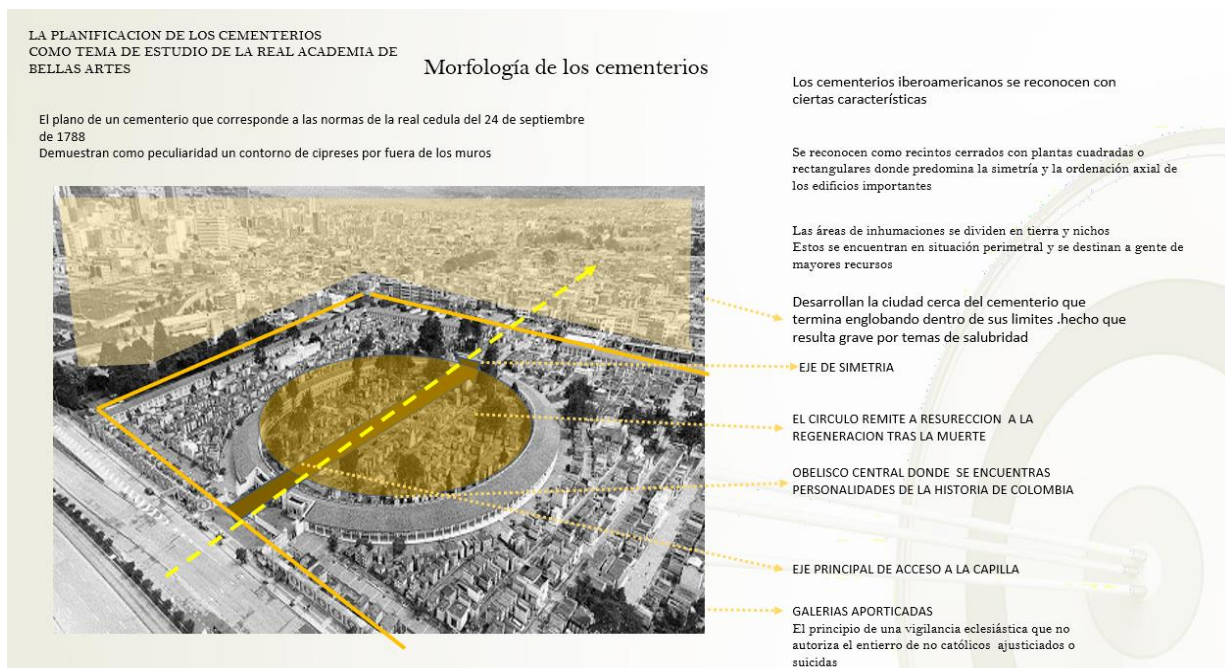 LA PLANIFICACION DE LOS CEMENTERIOS
COMO TEMA DE ESTUDIO DE LA REAL ACADEMIA DE
BELLAS ARTES
Morfología de los cementerios
El plano de un cementerio que corresponde a las normas de la real cedula del 24 de septiembre
de 1788
Demuestran como peculiaridad un contorno de cipreses por fuera de los muros
Los cementerios iberoamericanos se reconocen con
ciertas características
Se reconocen como recintos cerrados con plantas cuadradas o
rectangulares donde predomina la simetría y la ordenación axial de
los edificios importantes
Las áreas de inhumaciones se dividen en tierra y nichos
Estos se encuentran en situación perimetral y se destinan a gente de
mayores recursos
Desarrollan la ciudad cerca del cementerio que
termina englobando dentro de sus limites .hecho que
resulta grave por temas de salubridad
EJE DE SIMETRIA
EL CIRCULO REMITE A RESURECCION A LA
REGENERACION TRAS LA MUERTE
OBELISCO CENTRAL DONDE SE ENCUENTRAS
PERSONALIDADES DE LA HISTORIA DE COLOMBIA
EJE PRINCIPAL DE ACCESO A LA CAPILLA
GALERIAS APORTICADAS
El principio de una vigilancia eclesiástica que no
autoriza el entierro de no católicos ajusticiados o
suicidas